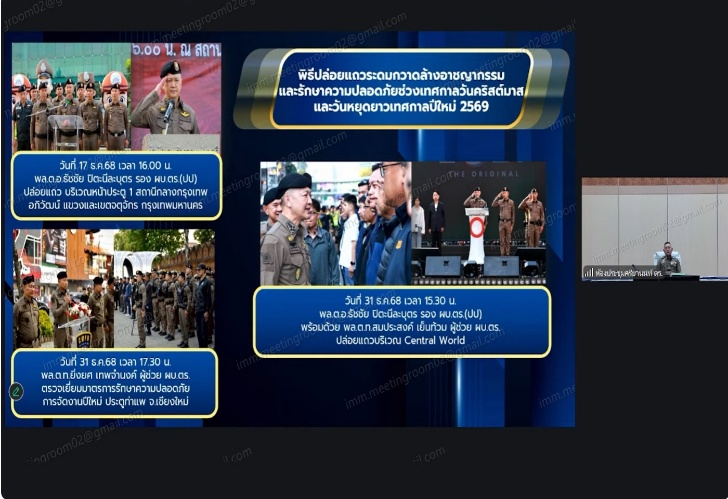 พิธีปล่อยแถวระดมกวาดล้างอาชญากรรม
และรักษาความปลอดภัยช่วงเทศกาลวันคริสต์มาส
และวันหยุดยาวเทศกาลปีใหม่ 2569
6.00 น. ณ สถาน
วันที่ 17 ธ.ค.68 เวลา 16.00 น.
พล.ต.อ.ธัชชัย ปิตะนีละบุตร รอง ผบ.ตร.(ปป)
ปล่อยแถว บริเวณหน้าประตู 1 สถานีกลางกรุงเทพ
อภิวัฒน์ แขวงและเขตจตุจักร กรุงเทพมหานคร
THE ORIGINAL
วันที่ 31 ธ.ค.68 เวลา 15.30 น.
พล.ต.อ.ธัชชัย ปิตะนีละบุตร รอง ผบ.ตร.(ปป)
พร้อมด้วย พล.ต.ท.สมประสงค์ เย็นท้วม ผู้ช่วย ผบ.ตร.
ปล่อยแถวบริเวณ Central World
วันที่ 31 ธ.ค.68 เวลา 17.30 น.
พล.ต.ท.ยิ่งยศ เทพจำนงค์ ผู้ช่วย ผบ.ตร.
ตรวจเยี่ยมมาตรการรักษาความปลอดภัย
การจัดงานปีใหม่ ประตูท่าแพ จ.เชียงใหม่
imm.meetingroom02@gmail.com